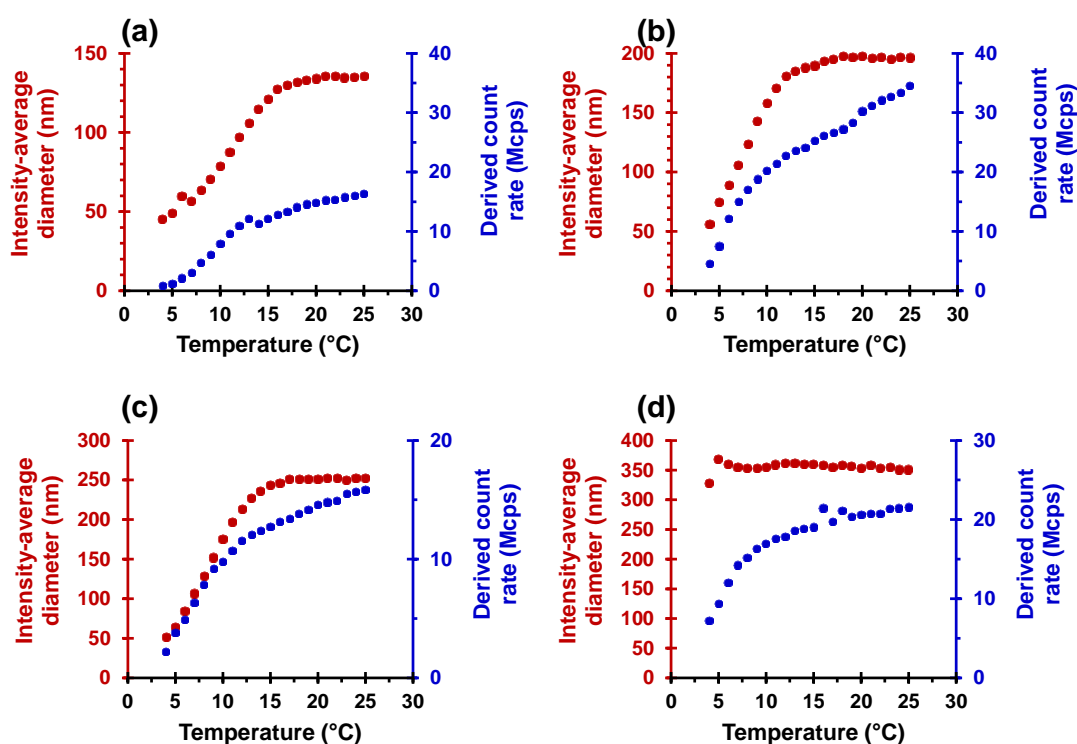 (a)
Intensity-average
diameter (nm)
150
100
50
0
40
30
20
10
0
Derived count
rate (Mcps)
0 5 10 15 20 25 30
Temperature (°C)
(b)
Intensity-average
diameter (nm)
200
150
100
50
0
40
30
20
10
0
Derived count
rate (Mcps)
0 5 10 15 20 25 30
Temperature (°C)
(c)
Intensity-average
diameter (nm)
300
250
200
150
100
50
0
20
10
0
Derived count
rate (Mcps)
0 5 10 15 20 25 30
Temperature (°C)
(d)
Intensity-average
diameter (nm)
400
350
300
250
200
150
100
50
0
30
20
10
0
Derived count
rate (Mcps)
0 5 10 15 20 25 30
Temperature (°C)